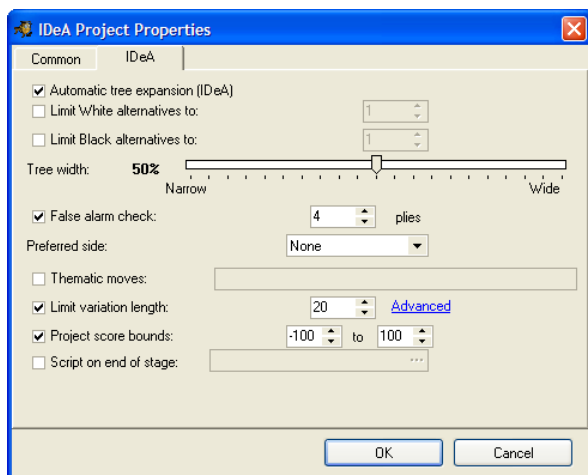 IDeA Project Properties
Common IDeA
Automatic tree expansion (IDeA)
Limit White alternatives to: 1
Limit Black alternatives to: 1
Tree width: 50%
Narrow Wide
False alarm check: 4 plies
Preferred side: None
Thematic moves:
Limit variation length: 20 Advanced
Project score bounds: -100 to 100
Script on end of stage: ...
OK Cancel